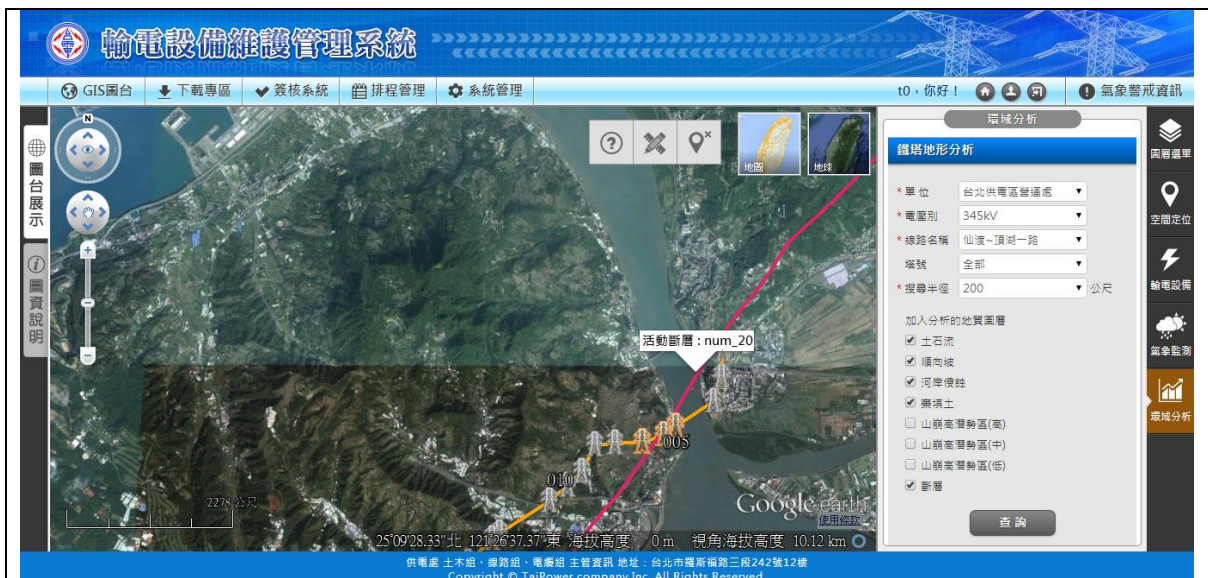 輸電設備維護管理系統
GIS圖台 下載專區 簽核系統 排程管理 系統管理 t0，你好！ 氣象警戒資訊
圖台展示
圖資說明
N
地圖
地球
活動斷層：num_20
005
010
2278 公尺
Google earth
使用條款
25°09'28.33"北 121°26'37.37"東 海拔高度 0 m 視角海拔高度 10.12 km
環域分析
鐵塔地形分析
*單位 台北供電區營運處
*電壓別 345kV
*線路名稱 仙渡~頂湖一路
塔號 全部
*搜尋半徑 200 公尺
加入分析的地質圖層
土石流
順向坡
河岸侵蝕
棄填土
山崩高潛勢區(高)
山崩高潛勢區(中)
山崩高潛勢區(低)
斷層
查詢
圖層選單
空間定位
輸電設備
氣象監測
環域分析
供電處 土木組、線路組、電纜組 主管資訊 地址：台北市羅斯福路三段242號12樓
Copyright © TaiPower company Inc. All Rights Reserved